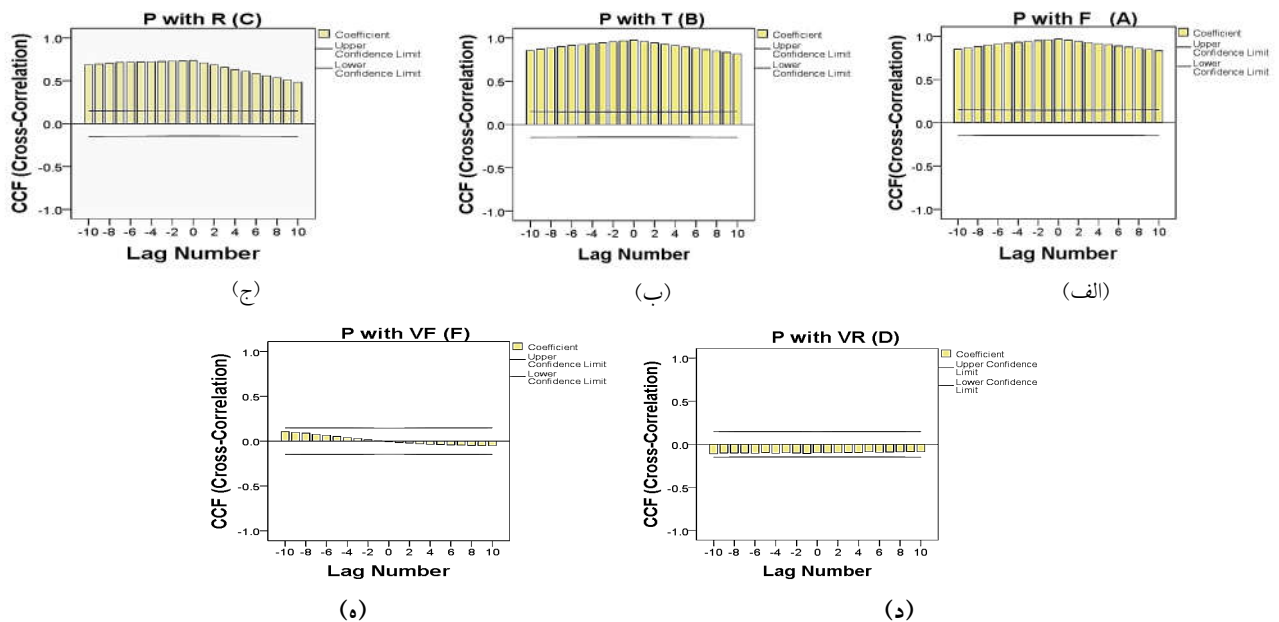 P with R (C)
CCF (Cross-Correlation)
1.0
0.5
0.0
-0.5
-1.0
-10 -8 -6 -4 -2 0 2 4 6 8 10
Lag Number
Coefficient
Upper
Confidence Limit
Lower
Confidence Limit
(ج)
P with T (B)
CCF (Cross-Correlation)
1.0
0.5
0.0
-0.5
-1.0
-10 -8 -6 -4 -2 0 2 4 6 8 10
Lag Number
Coefficient
Upper
Confidence Limit
Lower
Confidence Limit
(ب)
P with F (A)
CCF(Cross-Correlation)
1.0
0.5
0.0
-0.5
-1.0
-10 -8 -6 -4 -2 0 2 4 6 8 10
Lag Number
Coefficient
Upper
Confidence Limit
Lower
Confidence Limit
(الف)
P with VF (F)
CCF (Cross-Correlation)
1.0
0.5
0.0
-0.5
-1.0
-10 -8 -6 -4 -2 0 2 4 6 8 10
Lag Number
Coefficient
Upper
Confidence Limit
Lower
Confidence Limit
(ه)
P with VR (D)
CCF (Cross-Correlation)
1.0
0.5
0.0
-0.5
-1.0
-10 -8 -6 -4 -2 0 2 4 6 8 10
Lag Number
Coefficient
Upper Confidence
Limit
Lower Confidence
Limit
(د)